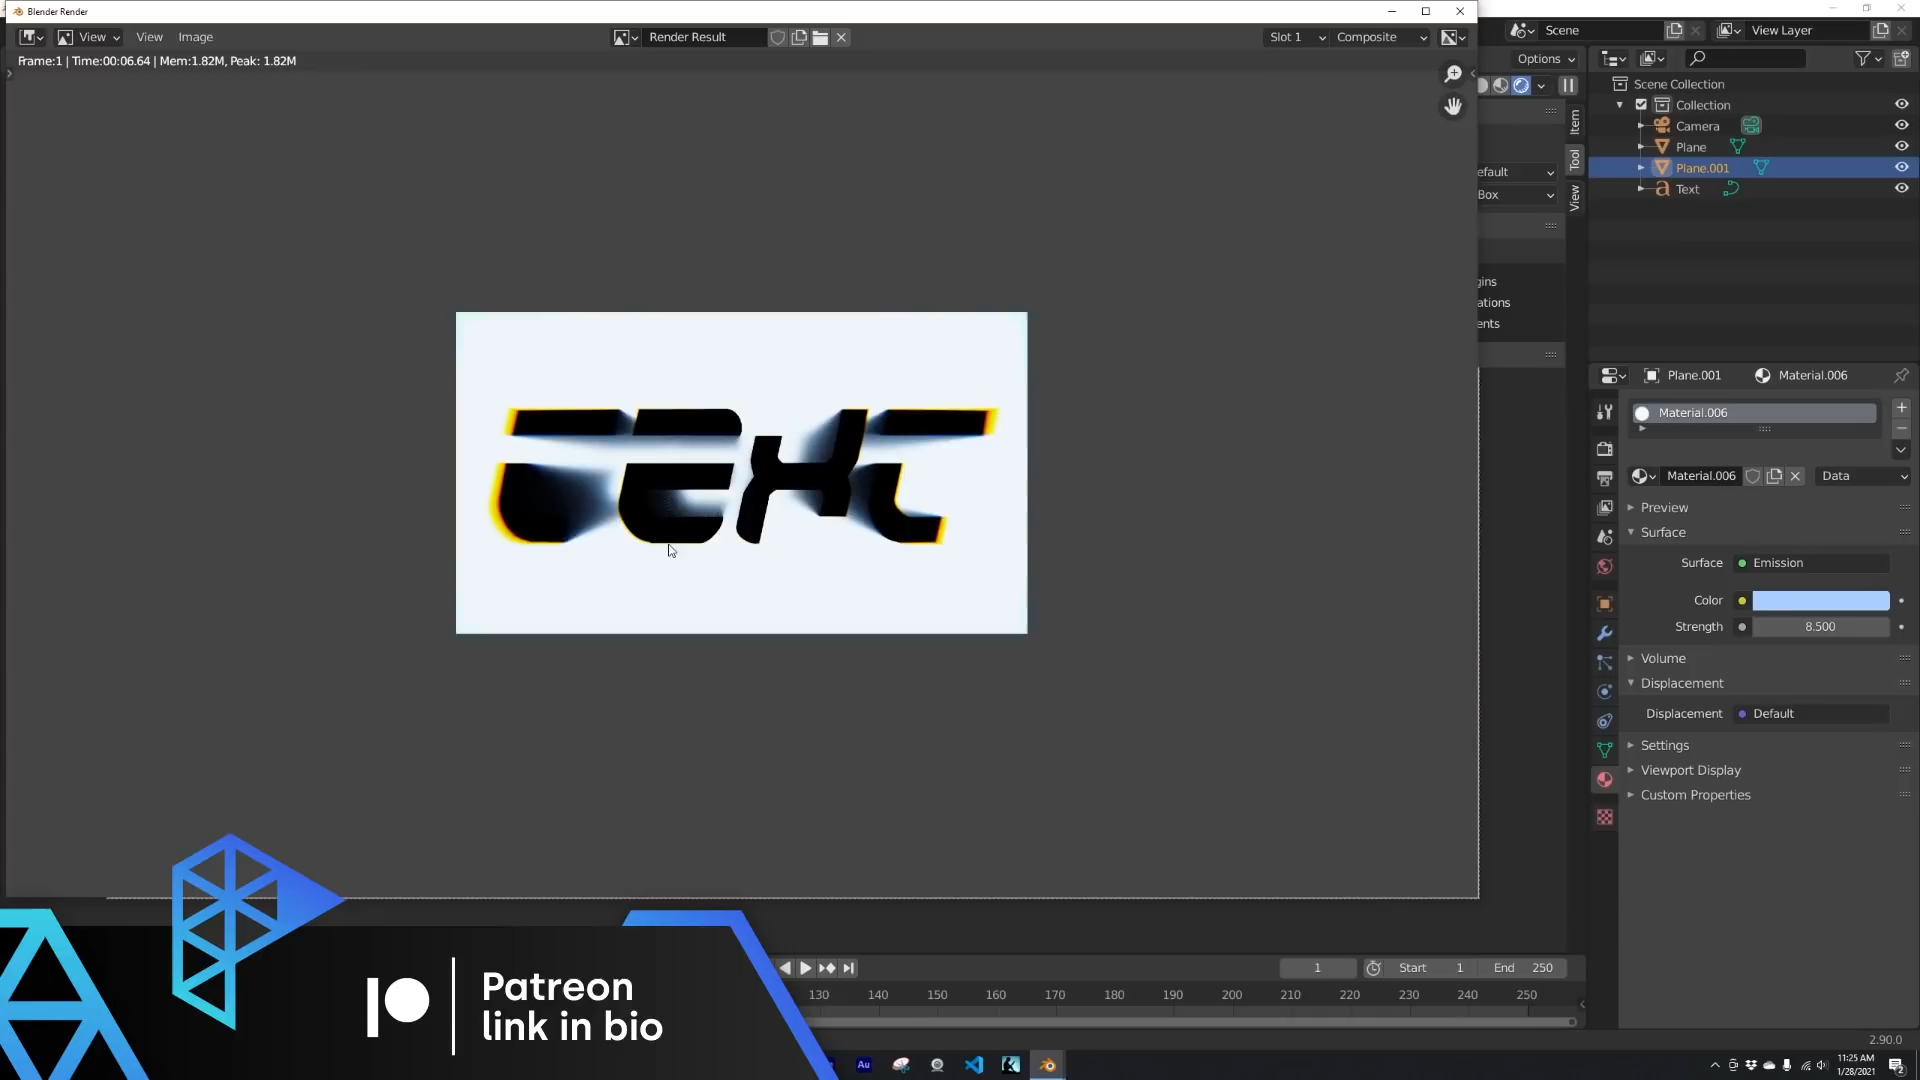 Blender Render
View
View
Image
Render Result
Slot 1
Composite
Frame:1 | Time:00:06.64 | Mem:1.82M, Peak: 1.82M
Scene
View Layer
Options
Scene Collection
Collection
Camera
Plane
Plane.001
Text
Item
Tool
View
efault
Box
gins
ations
ents
Plane.001
Material.006
Material.006
Material.006
Data
Preview
Surface
Surface
Emission
Color
Strength
8.500
Volume
Displacement
Displacement
Default
Settings
Viewport Display
Custom Properties
text
Patreon
link in bio
1
Start
1
End
250
130
140
150
160
170
180
190
200
210
220
230
240
250
2.90.0
Au
11:25 AM
1/28/2021
2